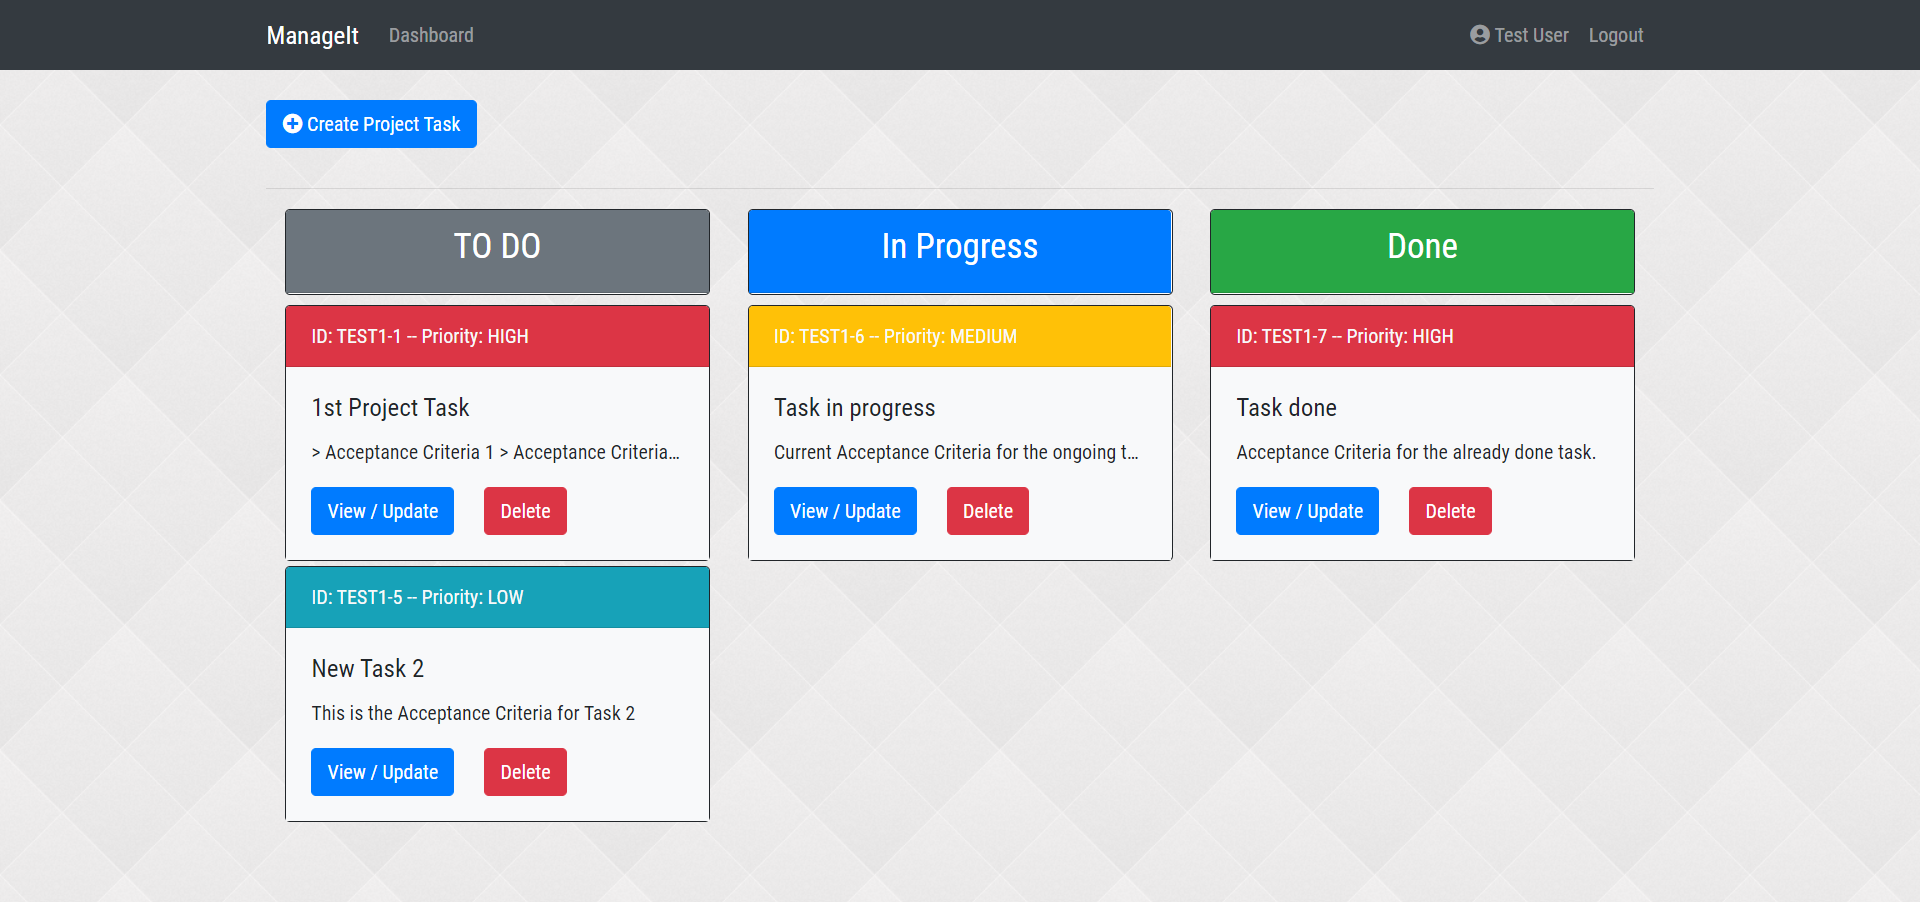 ManageIt Dashboard Test User Logout
Create Project Task
TO DO
ID: TEST1-1 -- Priority: HIGH
1st Project Task
> Acceptance Criteria 1 > Acceptance Criteria...
View / Update Delete
ID: TEST1-5 -- Priority: LOW
New Task 2
This is the Acceptance Criteria for Task 2
View / Update Delete
In Progress
ID: TEST1-6 -- Priority: MEDIUM
Task in progress
Current Acceptance Criteria for the ongoing t...
View / Update Delete
Done
ID: TEST1-7 -- Priority: HIGH
Task done
Acceptance Criteria for the already done task.
View / Update Delete